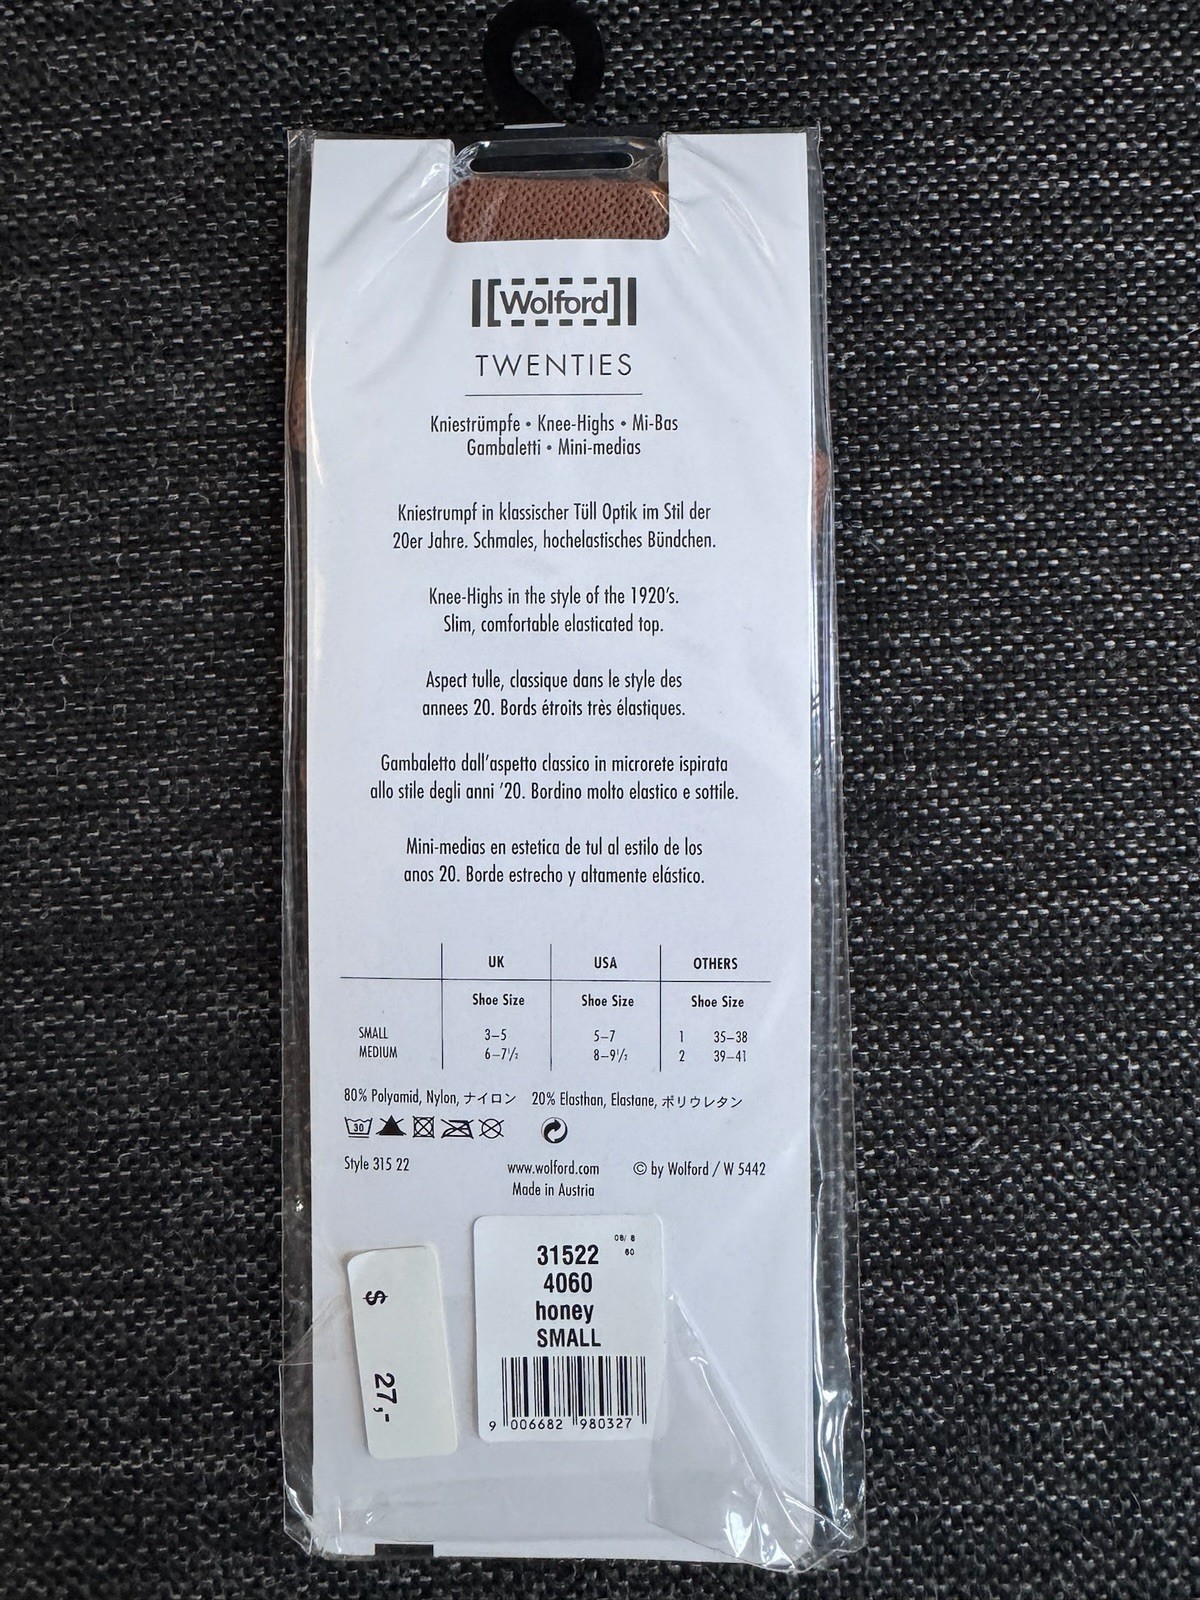 Wolford
TWENTIES
Kniestrümpfe • Knee-Highs • Mi-Bas
Gambaletti • Mini-medias
Kniestrumpf in klassischer Tüll Optik im Stil der
20er Jahre. Schmales, hochelastisches Bündchen.
Knee-Highs in the style of the 1920's.
Slim, comfortable elasticated top.
Aspect tulle, classique dans le style des
annees 20. Bords étroits très élastiques.
Gambaletto dall'aspetto classico in microrete ispirata
allo stile degli anni '20. Bordino molto elastico e sottile.
Mini-medias en estetica de tul al estilo de los
anos 20. Borde estrecho y altamente elástico.
UK USA OTHERS
Shoe Size Shoe Size Shoe Size
SMALL 3–5 5–7 1 35–38
MEDIUM 6–7½ 8–9½ 2 39–41
80% Polyamid, Nylon, ナイロン 20% Elasthan, Elastane, ポリウレタン
30
Style 315 22 www.wolford.com © by Wolford / W 5442
Made in Austria
08/ 8
60
31522
4060
honey
SMALL
9 006682 980327
$ 27,-